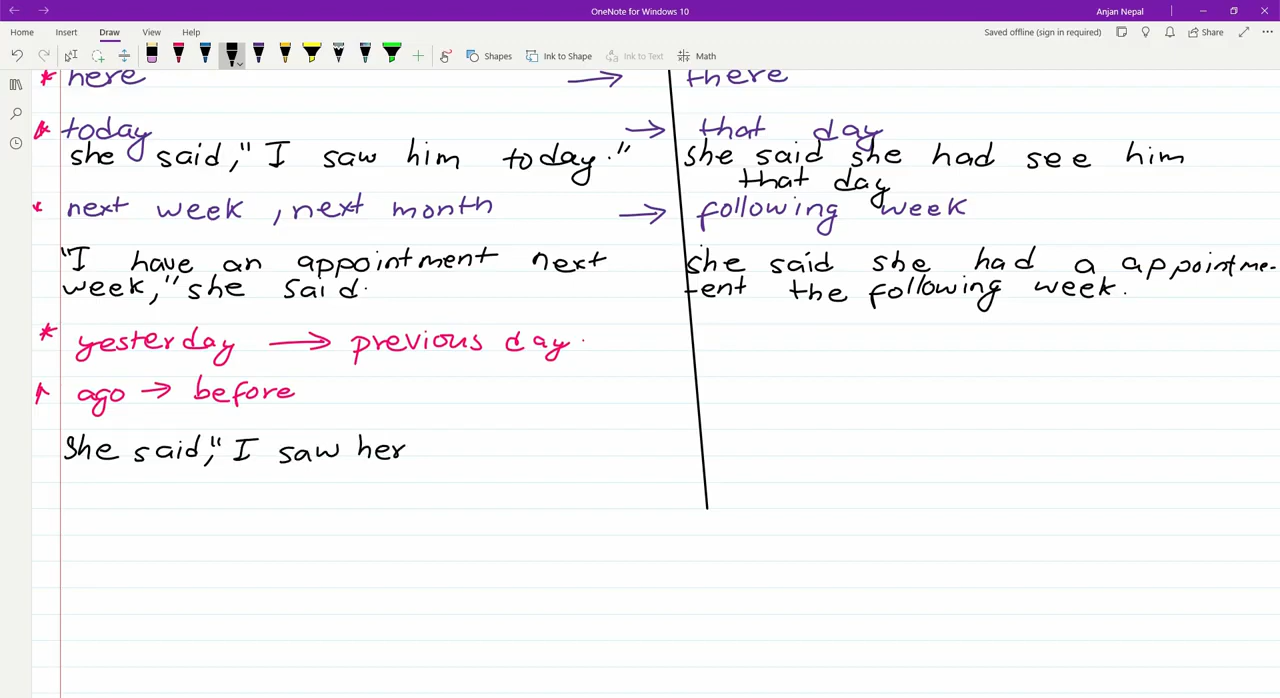 OneNote for Windows 10
Anjan Nepal
Home Insert Draw View Help
Saved offline (sign in required)
Share
Shapes
Ink to Shape
Ink to Text
Math
* here → there
* today → that day
she said," I saw him today." she said she had see him
that day
* next week , next month → following week
"I have an appointment next she said she had a appointme-
week," she said. -tent the following week.
* yesterday → previous day.
* ago → before
She said," I saw her